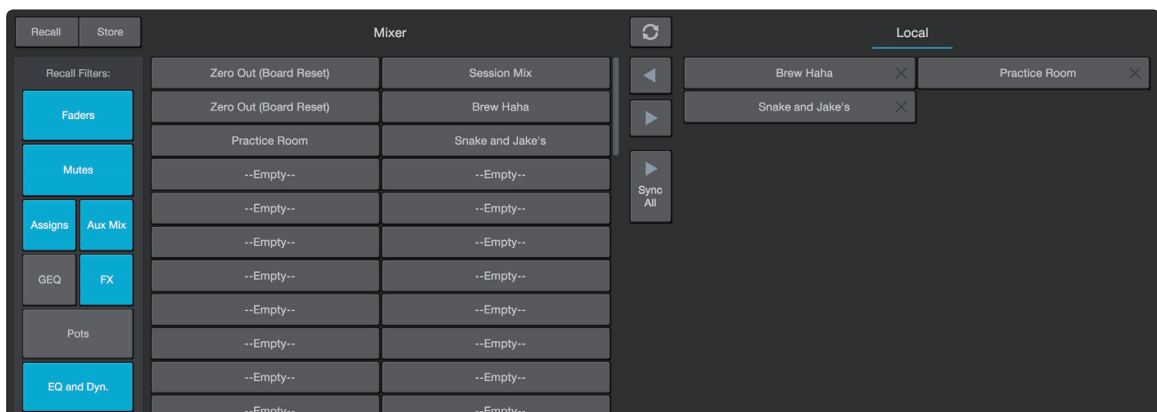 Recall Store Mixer Local
Recall Filters:
Zero Out (Board Reset) Session Mix Brew Haha Practice Room
Faders
Zero Out (Board Reset) Brew Haha Snake and Jake's
Practice Room Snake and Jake's
Mutes
--Empty-- --Empty--
Sync
All
--Empty-- --Empty--
Assigns Aux Mix
--Empty-- --Empty--
GEQ FX
--Empty-- --Empty--
--Empty-- --Empty--
Pots
--Empty-- --Empty--
EQ and Dyn.
--Empty-- --Empty--
--Empty-- --Empty--